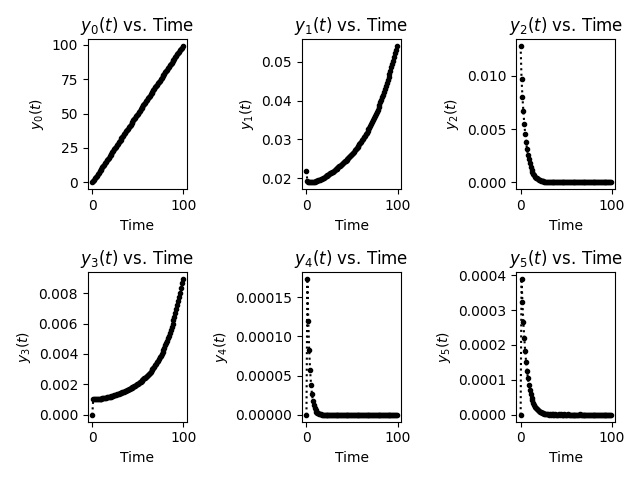 y₀(t) vs. Time
100
75
50
25
0
y₀(t)
0 100
Time
y₁(t) vs. Time
0.05
0.04
0.03
0.02
y₁(t)
0 100
Time
y₂(t) vs. Time
0.010
0.005
0.000
y₂(t)
0 100
Time
y₃(t) vs. Time
0.008
0.006
0.004
0.002
0.000
y₃(t)
0 100
Time
y₄(t) vs. Time
0.00015
0.00010
0.00005
0.00000
y₄(t)
0 100
Time
y₅(t) vs. Time
0.0004
0.0003
0.0002
0.0001
0.0000
y₅(t)
0 100
Time